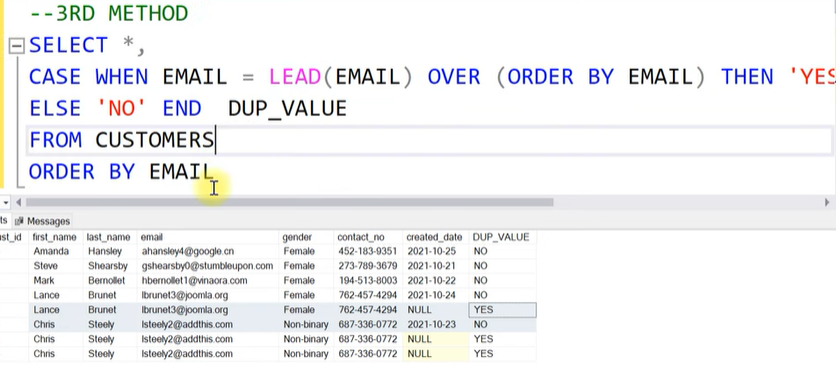 --3RD METHOD
SELECT *,
CASE WHEN EMAIL = LEAD(EMAIL) OVER (ORDER BY EMAIL) THEN 'YES
ELSE 'NO' END DUP_VALUE
FROM CUSTOMERS
ORDER BY EMAIL
ts Messages
ust_id first_name last_name email gender contact_no created_date DUP_VALUE
Amanda Hansley ahansley4@google.cn Female 452-183-9351 2021-10-25 NO
Steve Shearsby gshearsby0@stumbleupon.com Female 273-789-3679 2021-10-21 NO
Mark Bernollet hbernollet1@vinaora.com Female 194-513-8003 2021-10-22 NO
Lance Brunet lbrunet3@joomla.org Female 762-457-4294 2021-10-24 NO
Lance Brunet lbrunet3@joomla.org Female 762-457-4294 NULL YES
Chris Steely lsteely2@addthis.com Non-binary 687-336-0772 2021-10-23 NO
Chris Steely lsteely2@addthis.com Non-binary 687-336-0772 NULL YES
Chris Steely lsteely2@addthis.com Non-binary 687-336-0772 NULL YES